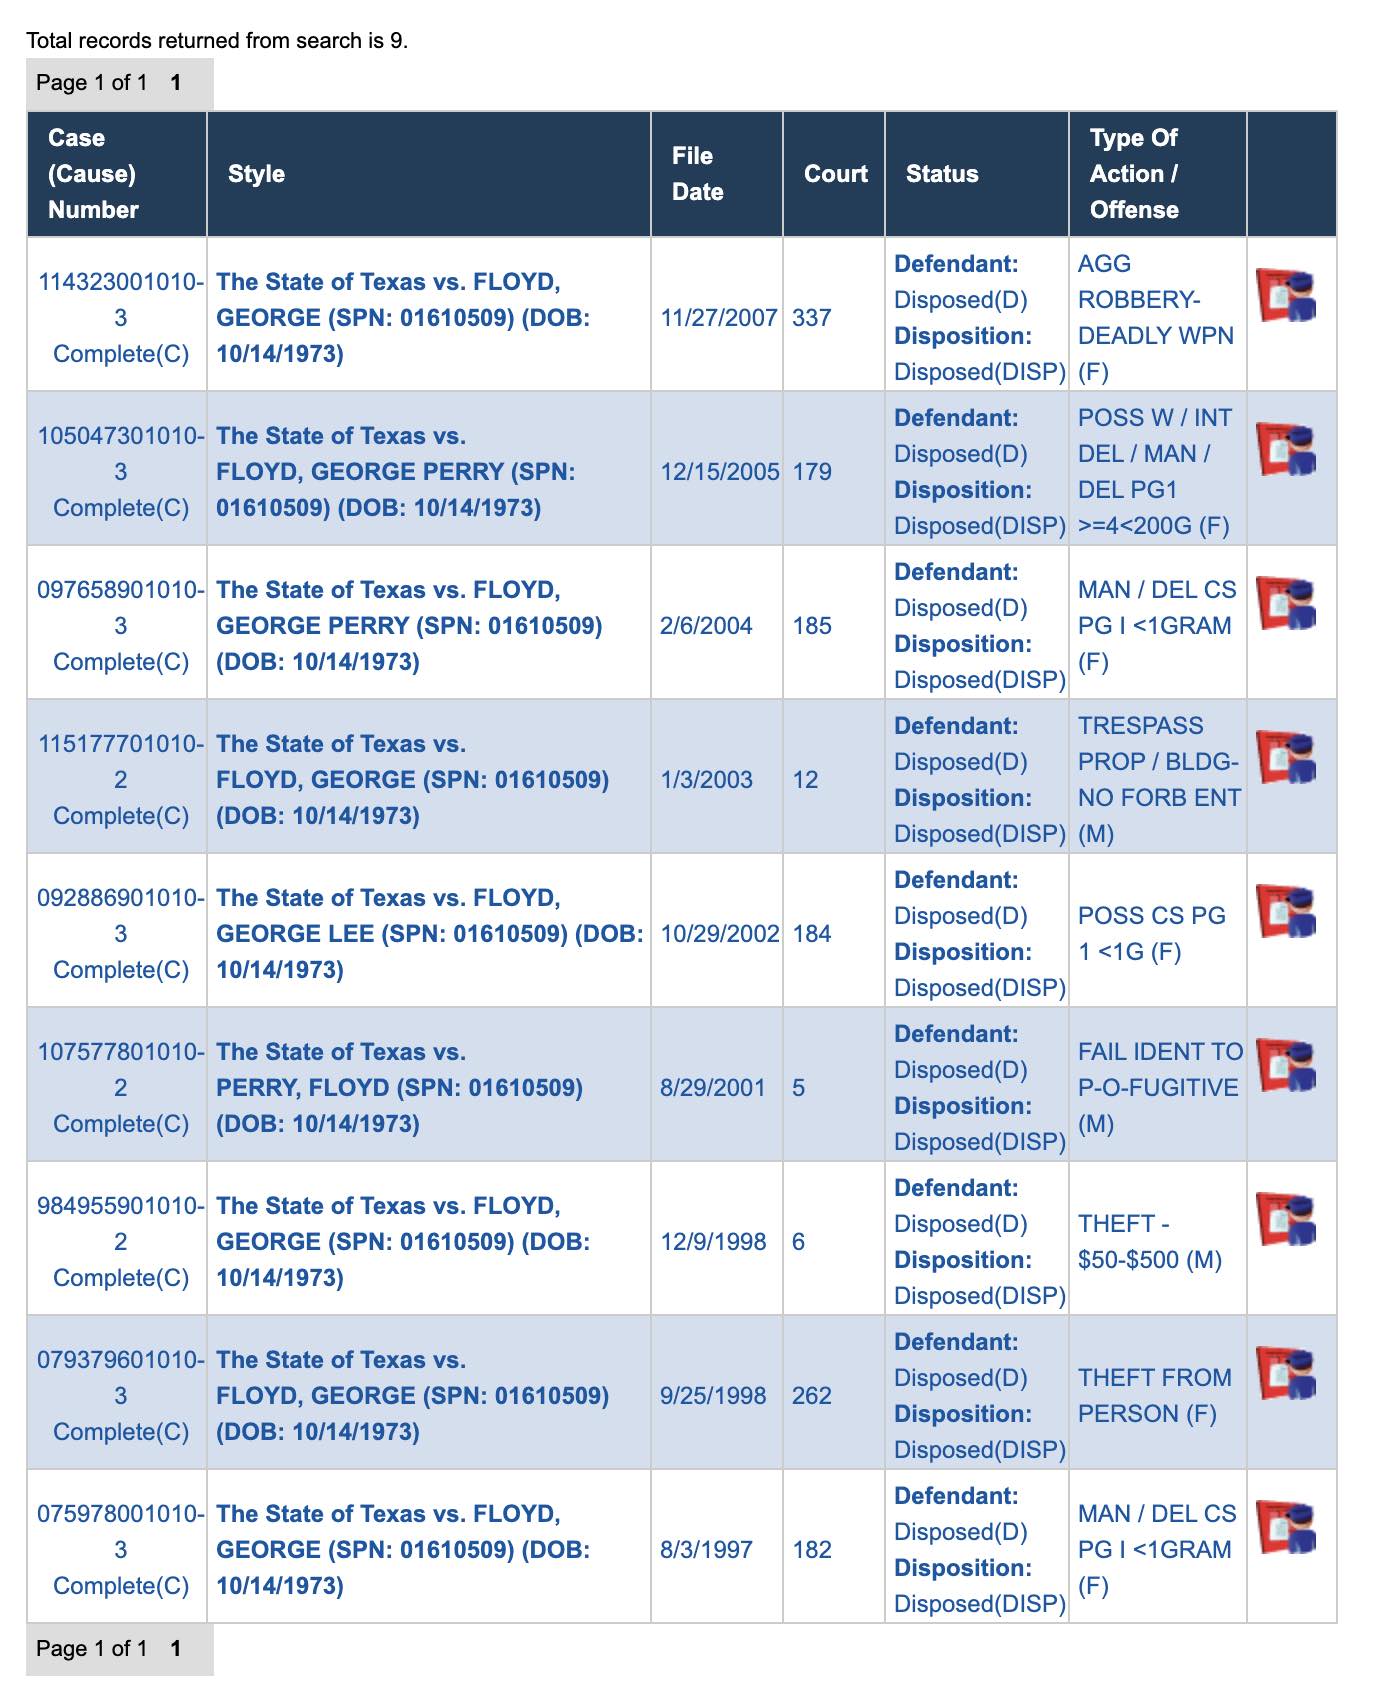 Total records returned from search is 9.
Page 1 of 1 1
Case (Cause) Number Style File Date Court Status Type Of Action / Offense
114323001010-3 Complete(C) The State of Texas vs. FLOYD, GEORGE (SPN: 01610509) (DOB: 10/14/1973) 11/27/2007 337 Defendant: Disposed(D) Disposition: Disposed(DISP) AGG ROBBERY-DEADLY WPN (F)
105047301010-3 Complete(C) The State of Texas vs. FLOYD, GEORGE PERRY (SPN: 01610509) (DOB: 10/14/1973) 12/15/2005 179 Defendant: Disposed(D) Disposition: Disposed(DISP) POSS W / INT DEL / MAN / DEL PG1 >=4<200G (F)
097658901010-3 Complete(C) The State of Texas vs. FLOYD, GEORGE PERRY (SPN: 01610509) (DOB: 10/14/1973) 2/6/2004 185 Defendant: Disposed(D) Disposition: Disposed(DISP) MAN / DEL CS PG I <1GRAM (F)
115177701010-2 Complete(C) The State of Texas vs. FLOYD, GEORGE (SPN: 01610509) (DOB: 10/14/1973) 1/3/2003 12 Defendant: Disposed(D) Disposition: Disposed(DISP) TRESPASS PROP / BLDG-NO FORB ENT (M)
092886901010-3 Complete(C) The State of Texas vs. FLOYD, GEORGE LEE (SPN: 01610509) (DOB: 10/14/1973) 10/29/2002 184 Defendant: Disposed(D) Disposition: Disposed(DISP) POSS CS PG 1 <1G (F)
107577801010-2 Complete(C) The State of Texas vs. PERRY, FLOYD (SPN: 01610509) (DOB: 10/14/1973) 8/29/2001 5 Defendant: Disposed(D) Disposition: Disposed(DISP) FAIL IDENT TO P-O-FUGITIVE (M)
984955901010-2 Complete(C) The State of Texas vs. FLOYD, GEORGE (SPN: 01610509) (DOB: 10/14/1973) 12/9/1998 6 Defendant: Disposed(D) Disposition: Disposed(DISP) THEFT - $50-$500 (M)
079379601010-3 Complete(C) The State of Texas vs. FLOYD, GEORGE (SPN: 01610509) (DOB: 10/14/1973) 9/25/1998 262 Defendant: Disposed(D) Disposition: Disposed(DISP) THEFT FROM PERSON (F)
075978001010-3 Complete(C) The State of Texas vs. FLOYD, GEORGE (SPN: 01610509) (DOB: 10/14/1973) 8/3/1997 182 Defendant: Disposed(D) Disposition: Disposed(DISP) MAN / DEL CS PG I <1GRAM (F)
Page 1 of 1 1